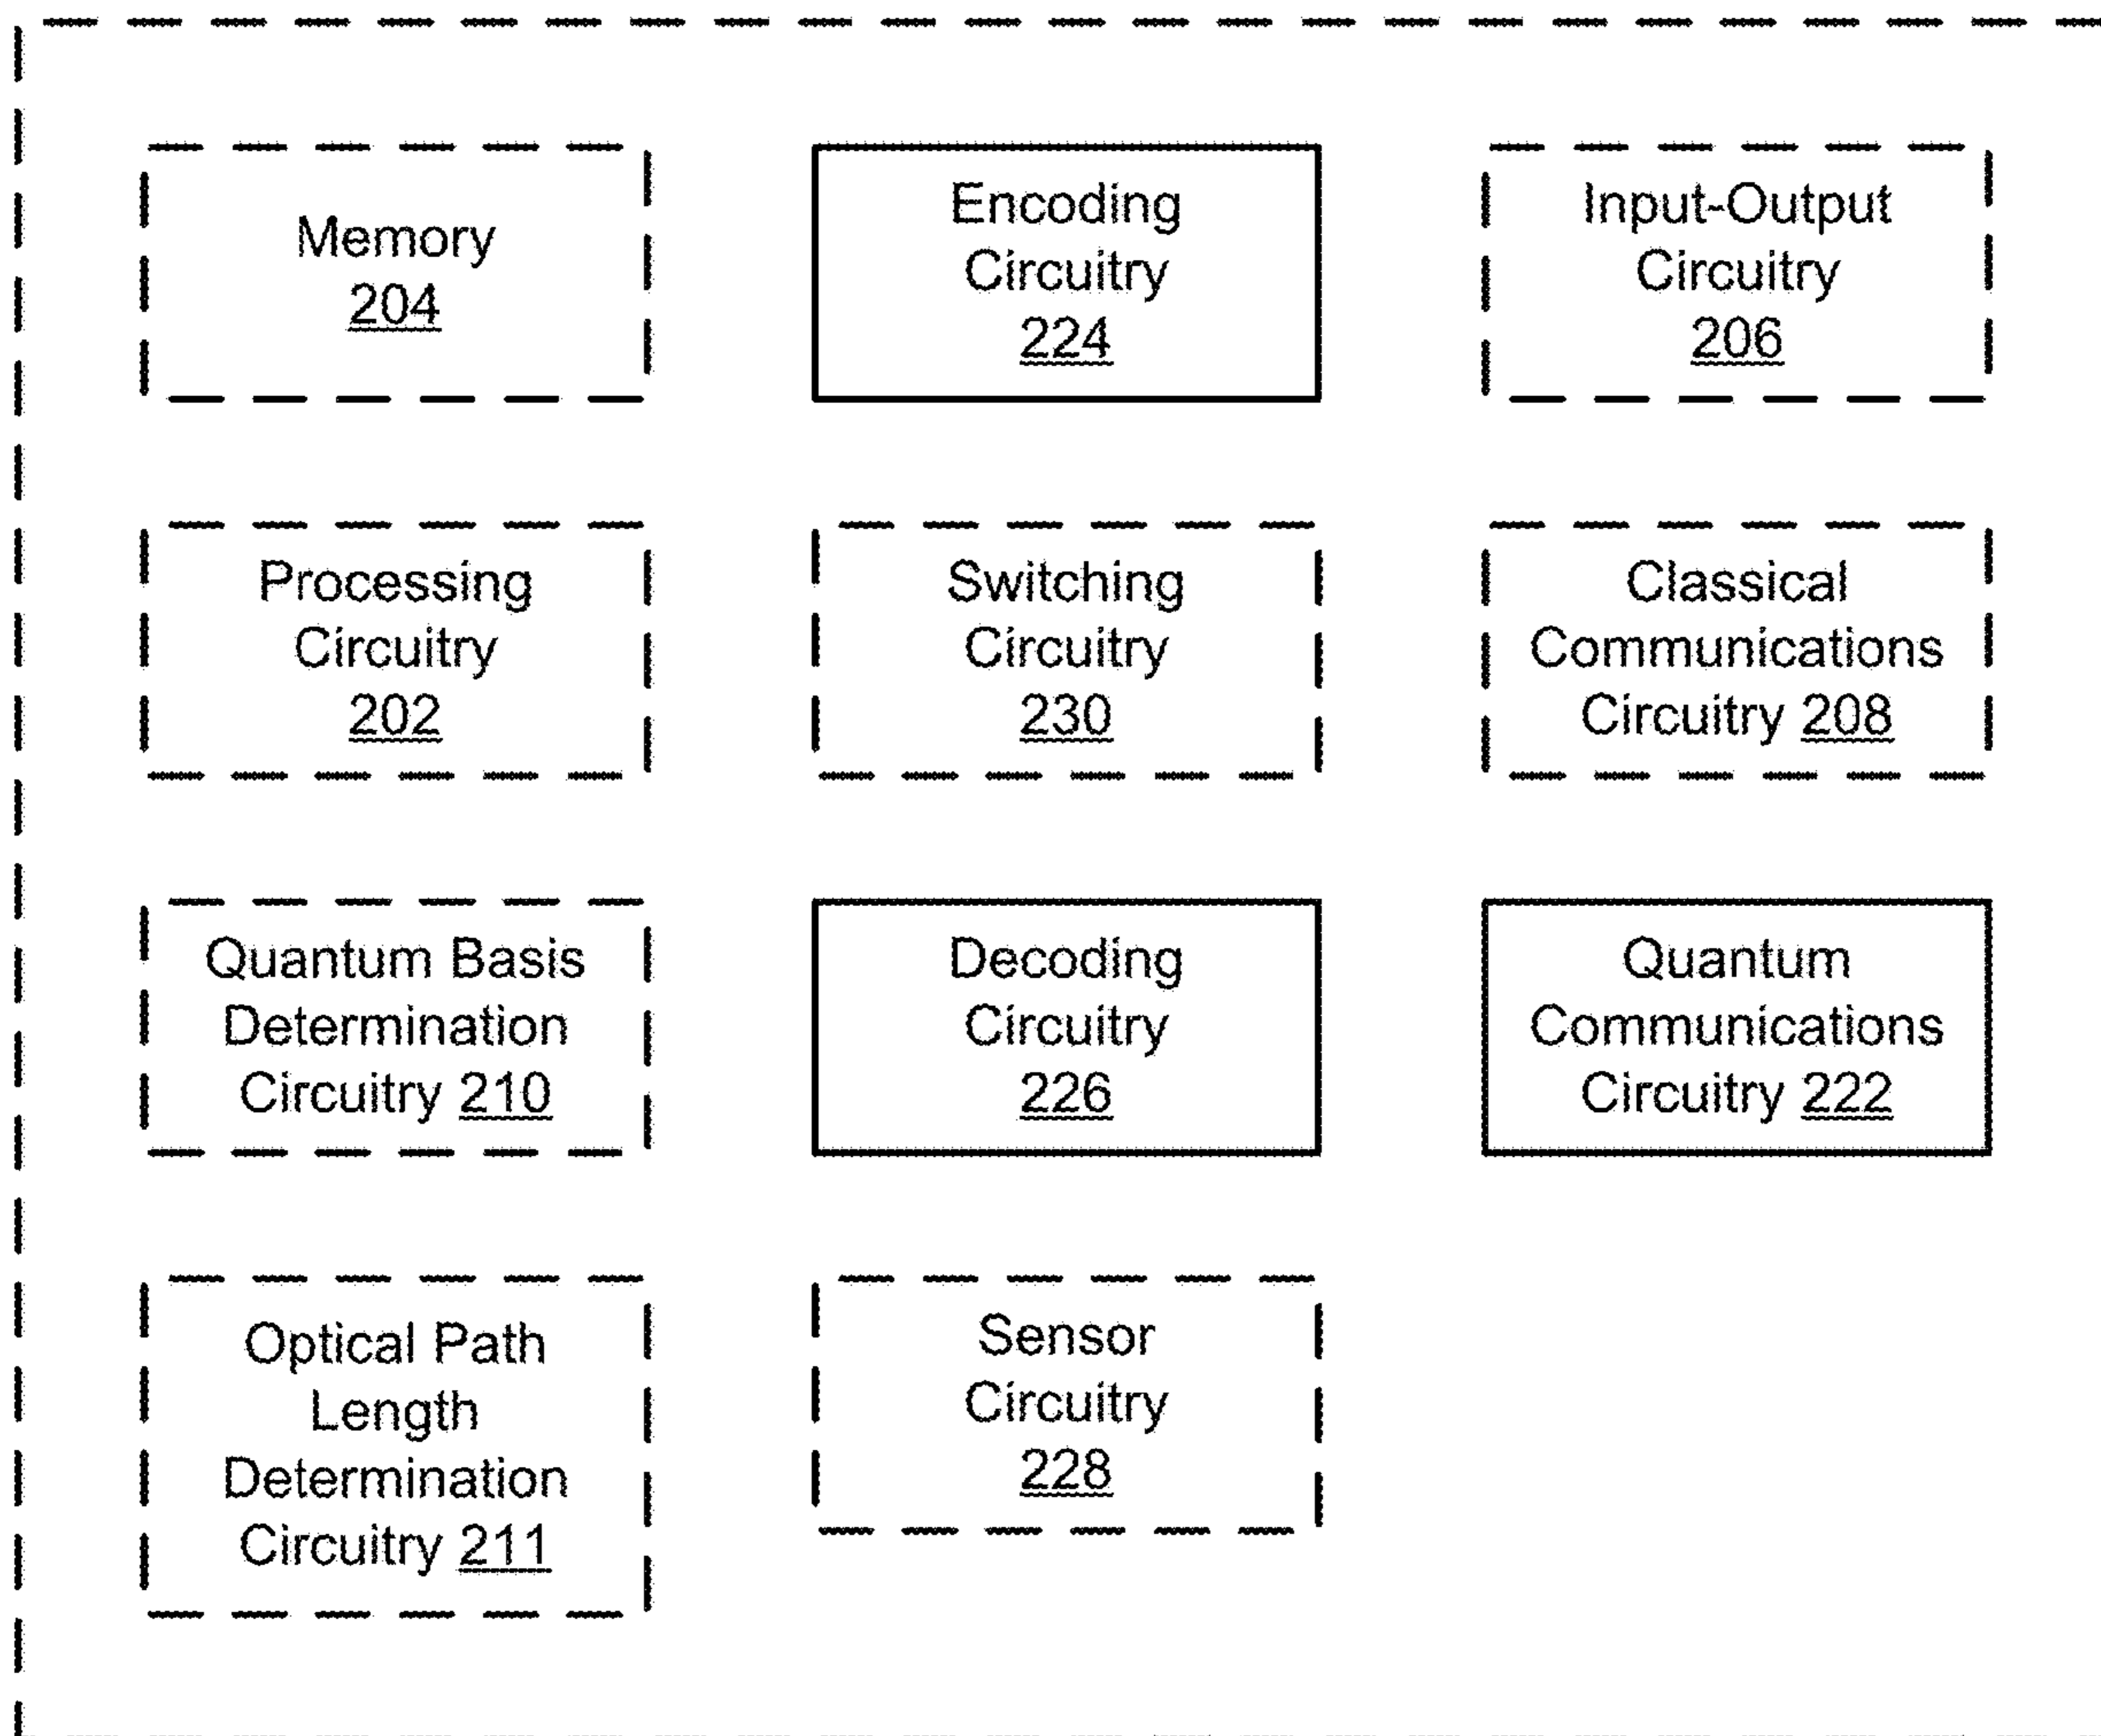 Memory
204
Encoding
Circuitry
224
Input-Output
Circuitry
206
Processing
Circuitry
202
Switching
Circuitry
230
Classical
Communications
Circuitry 208
Quantum Basis
Determination
Circuitry 210
Decoding
Circuitry
226
Quantum
Communications
Circuitry 222
Optical Path
Length
Determination
Circuitry 211
Sensor
Circuitry
228